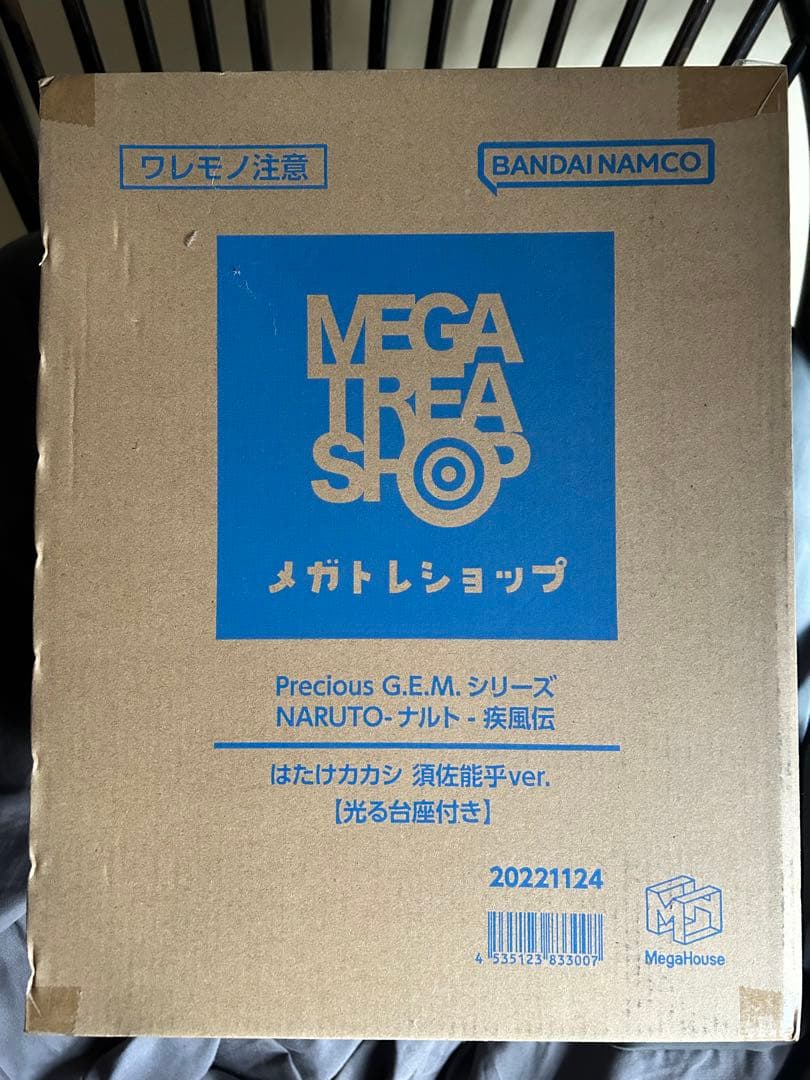 ワレモノ注意
BANDAI NAMCO
MEGA
TREA
SHOP
メガトレショップ
Precious G.E.M.シリーズ
NARUTO-ナルト- 疾風伝
はたけカカシ 須佐能乎ver.
【光る台座付き】
20221124
4 535123 833007
MegaHouse